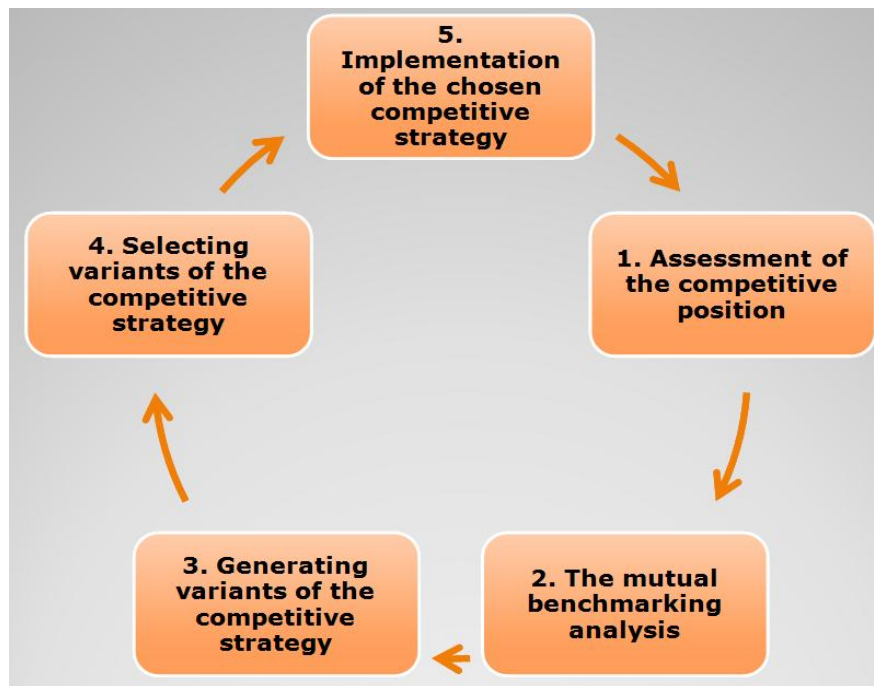 5.
Implementation
of the chosen
competitive
strategy
4. Selecting
variants of the
competitive
strategy
1. Assessment of
the competitive
position
3. Generating
variants of the
competitive
strategy
2. The mutual
benchmarking
analysis